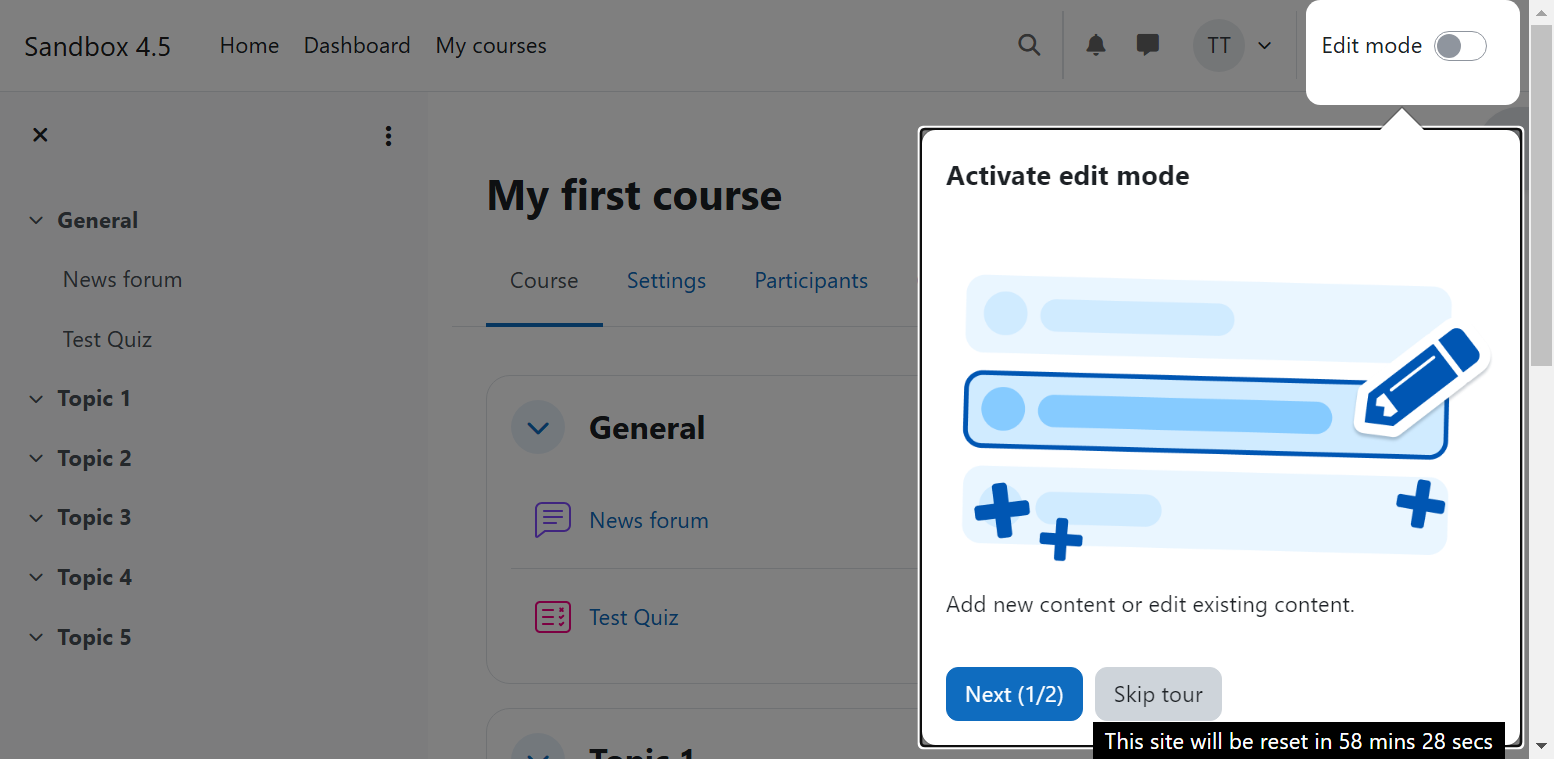 Sandbox 4.5
Home
Dashboard
My courses
TT
Edit mode
General
News forum
Test Quiz
Topic 1
Topic 2
Topic 3
Topic 4
Topic 5
My first course
Course
Settings
Participants
General
News forum
Test Quiz
Topic 1
Activate edit mode
Add new content or edit existing content.
Next (1/2)
Skip tour
This site will be reset in 58 mins 28 secs